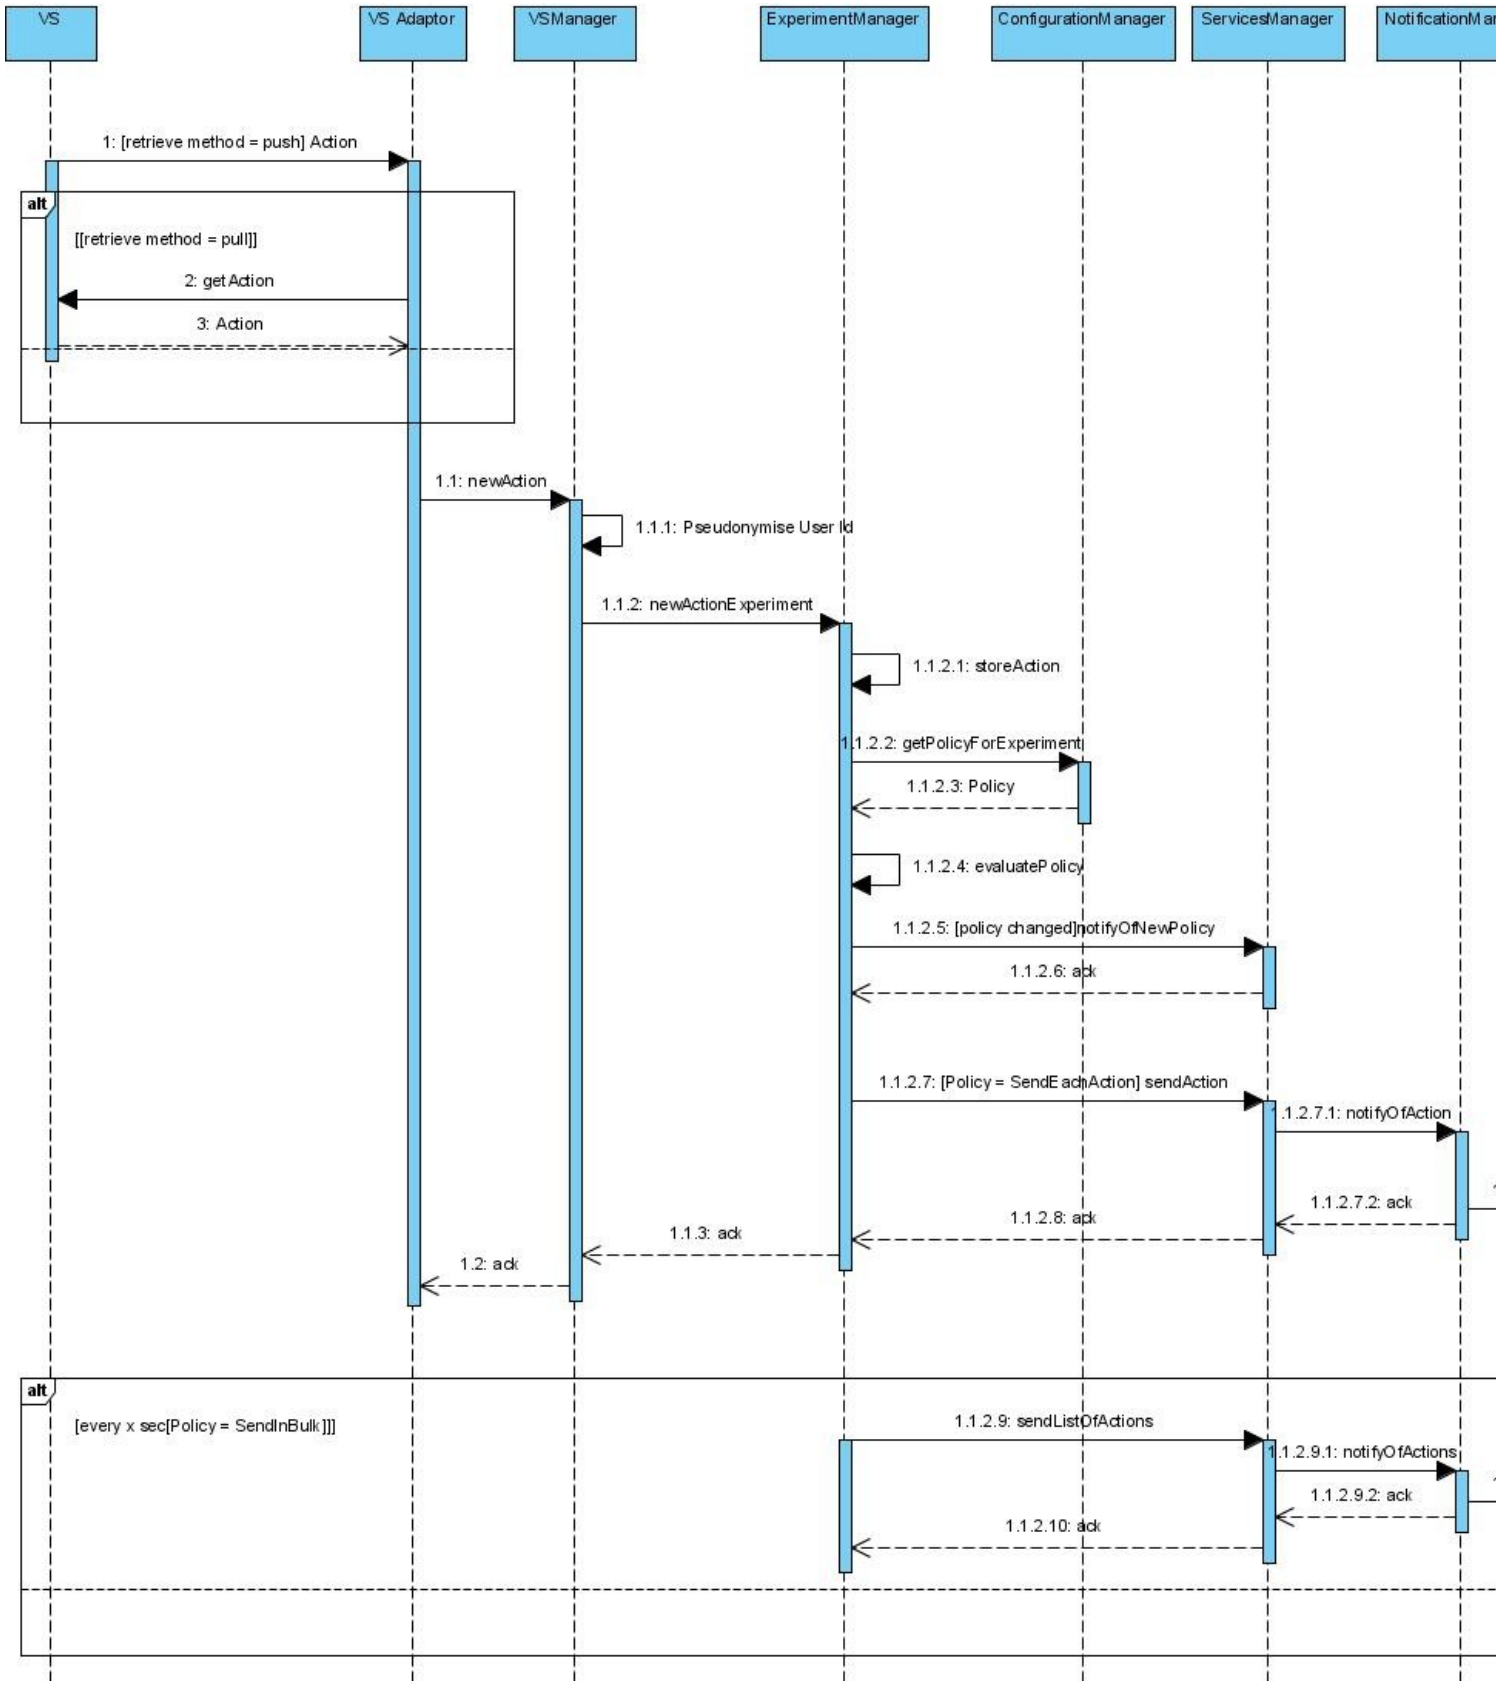 VS
VS Adaptor
VSManager
ExperimentManager
ConfigurationManager
ServicesManager
1: [retrieve method = push] Action
alt
[[retrieve method = pull]]
2: getAction
3: Action
1.1: newAction
1.1.1: Pseudonymise User Id
1.1.2: newActionExperiment
1.1.2.1: storeAction
1.1.2.2: getPolicyForExperiment
1.1.2.3: Policy
1.1.2.4: evaluatePolicy
1.1.2.5: [policy changed]notifyOfNewPolicy
1.1.2.6: ack
1.1.2.7: [Policy = SendEachAction] sendAction
1.1.2.7.1: notifyOfAction
1.1.2.7.2: ack
1.1.2.8: ack
1.1.3: ack
1.2: ack
alt
[every x sec[Policy = SendInBulk]]]
1.1.2.9: sendListOfActions
1.1.2.9.1: notifyOfActions
1.1.2.9.2: ack
1.1.2.10: ack